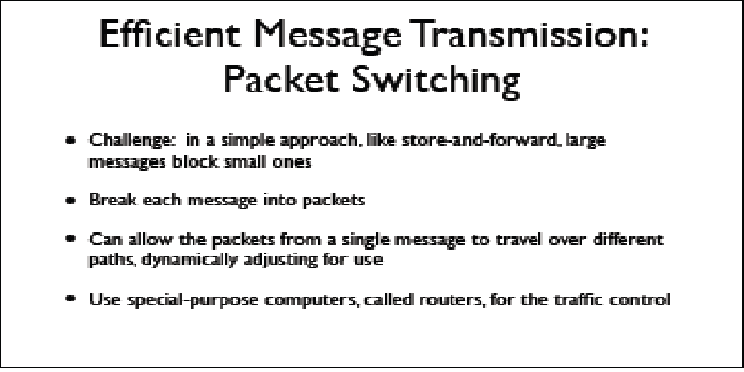 Efficient Message Transmission:
Packet Switching
• Challenge: in a simple approach, like store-and-forward, large
messages block small ones
• Break each message into packets
• Can allow the packets from a single message to travel over different
paths, dynamically adjusting for use
• Use special-purpose computers, called routers, for the traffic control